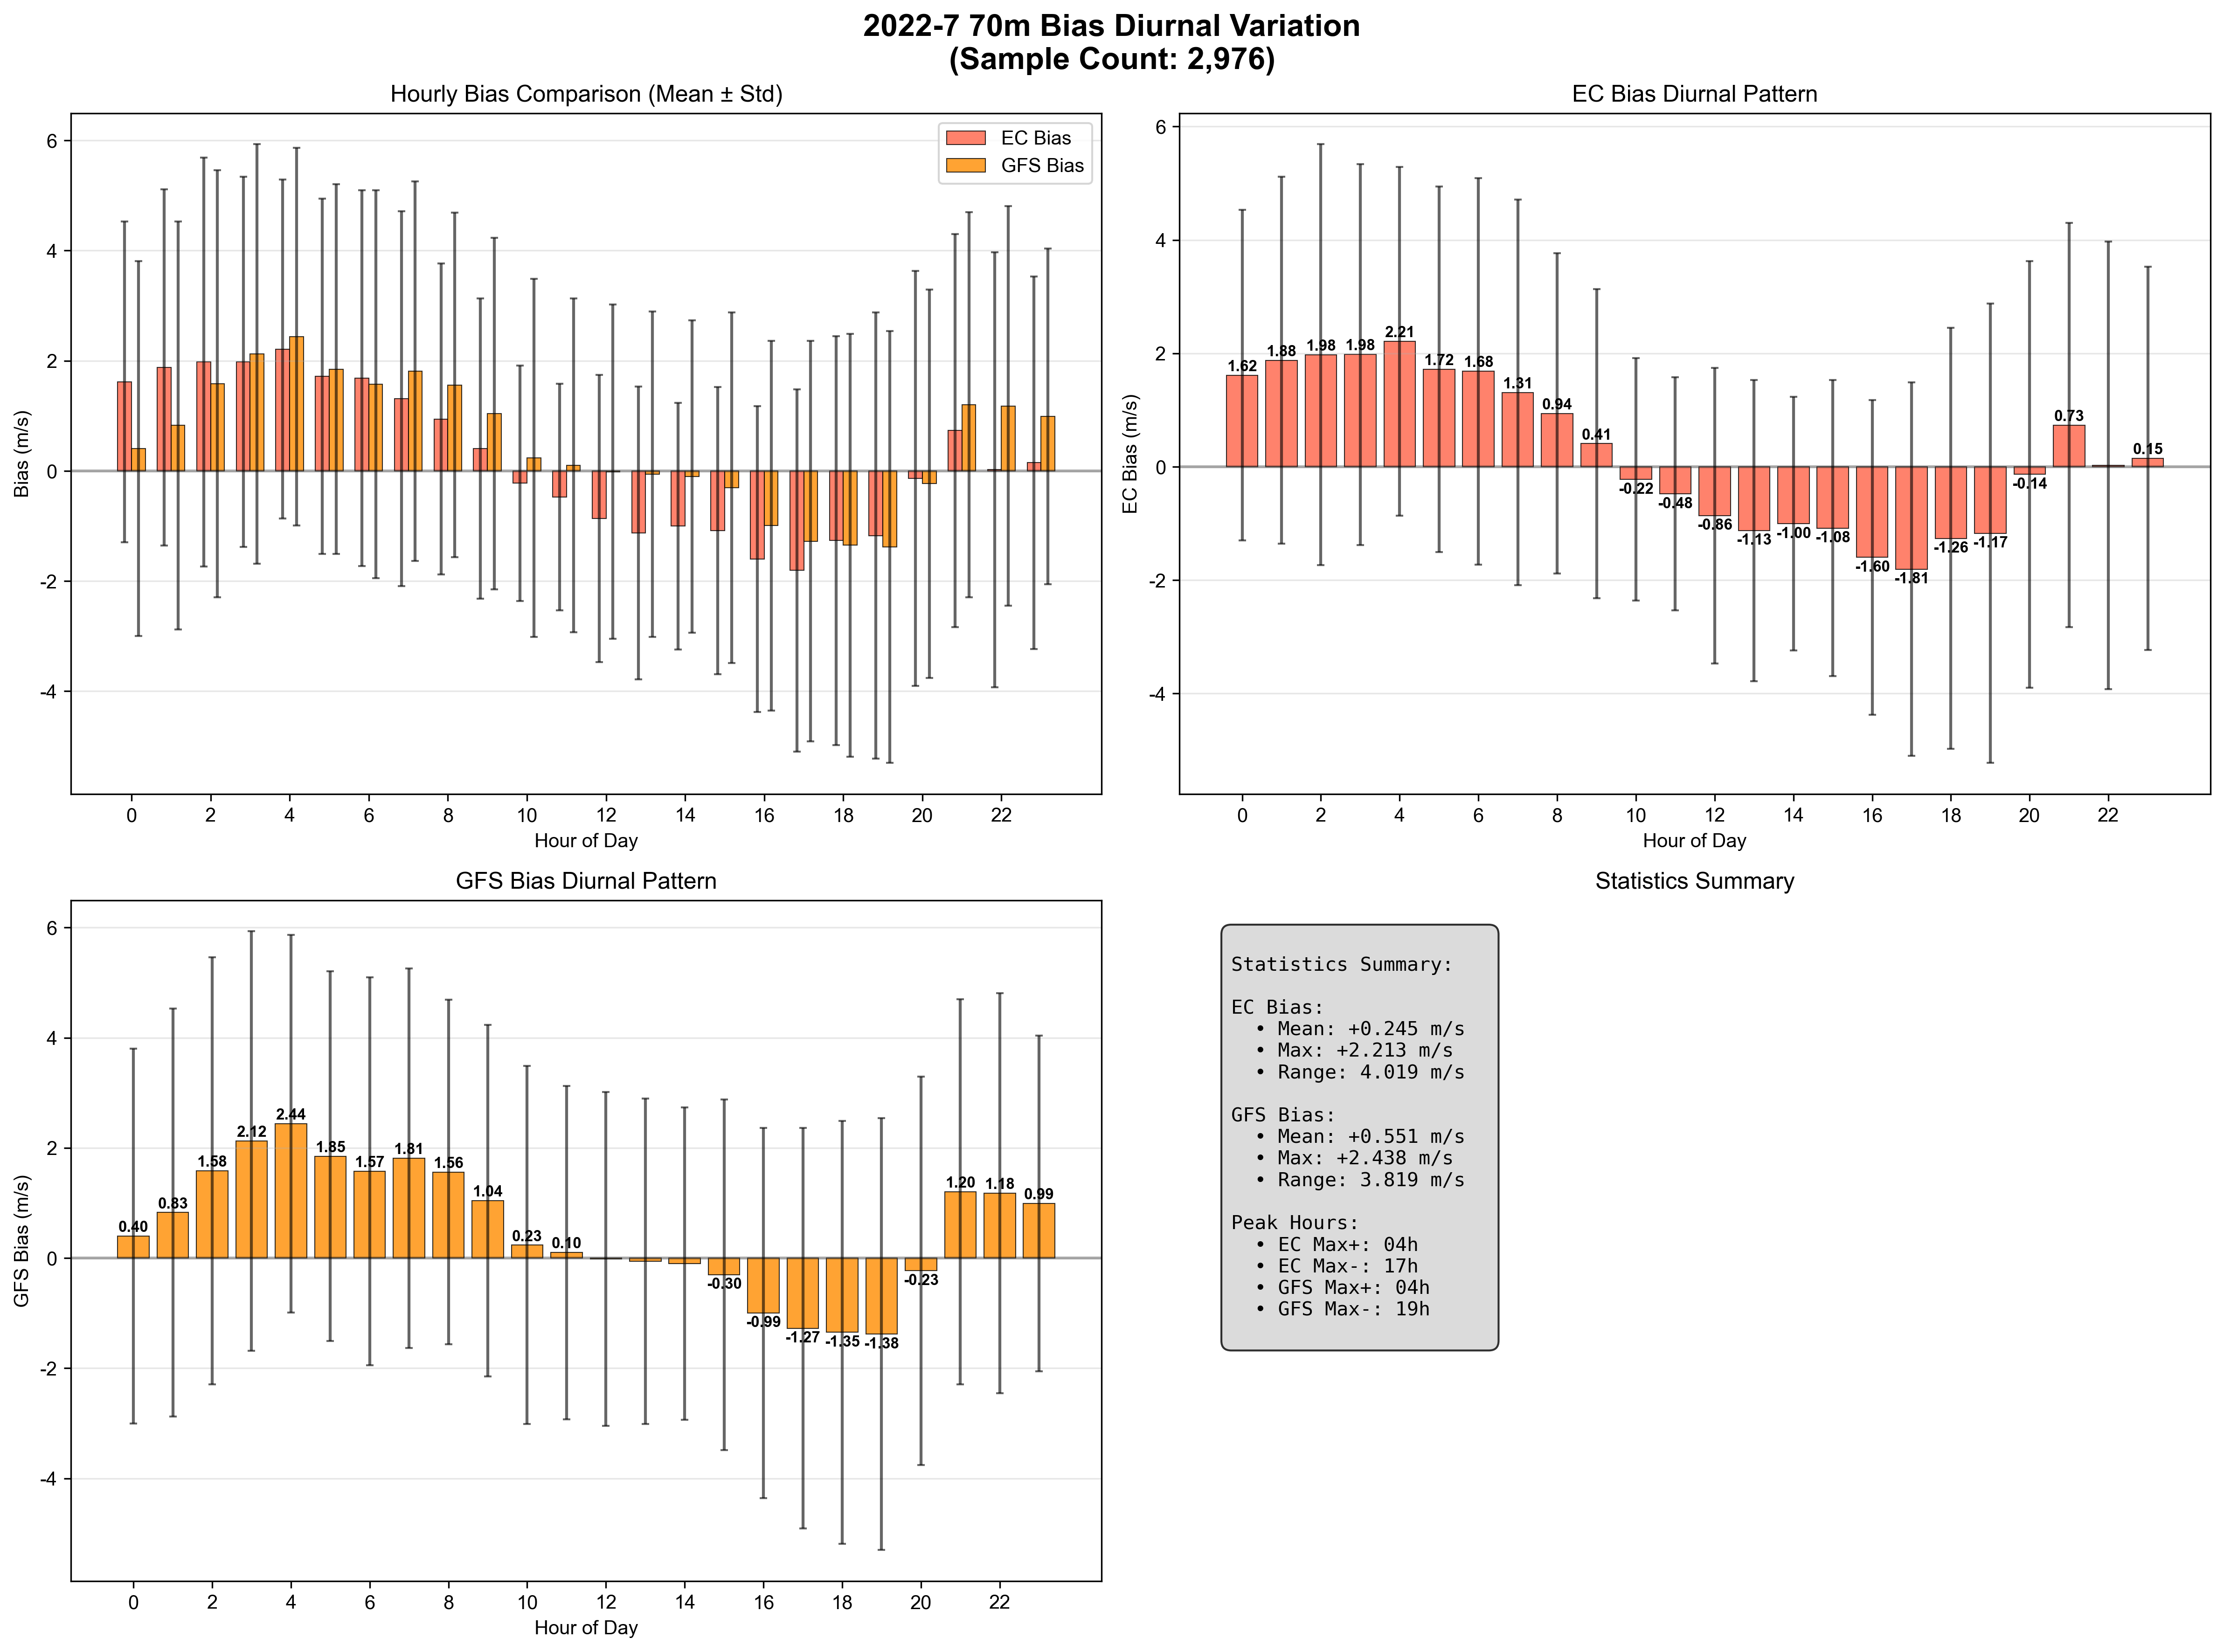 2022-7 70m Bias Diurnal Variation
(Sample Count: 2,976)
Hourly Bias Comparison (Mean ± Std)
EC Bias
GFS Bias
Bias (m/s)
6
4
2
0
-2
-4
0 2 4 6 8 10 12 14 16 18 20 22
Hour of Day
EC Bias Diurnal Pattern
EC Bias (m/s)
6
4
2
0
-2
-4
1.62 1.88 1.98 1.98 2.21 1.72 1.68 1.31 0.94 0.41 -0.22 -0.48 -0.86 -1.13 -1.00 -1.08 -1.60 -1.81 -1.26 -1.17 -0.14 0.73 0.15
0 2 4 6 8 10 12 14 16 18 20 22
Hour of Day
GFS Bias Diurnal Pattern
GFS Bias (m/s)
6
4
2
0
-2
-4
0.40 0.83 1.58 2.12 2.44 1.85 1.57 1.81 1.56 1.04 0.23 0.10 -0.30 -0.99 -1.27 -1.35 -1.38 -0.23 1.20 1.18 0.99
0 2 4 6 8 10 12 14 16 18 20 22
Hour of Day
Statistics Summary
Statistics Summary:
EC Bias:
• Mean: +0.245 m/s
• Max: +2.213 m/s
• Range: 4.019 m/s
GFS Bias:
• Mean: +0.551 m/s
• Max: +2.438 m/s
• Range: 3.819 m/s
Peak Hours:
• EC Max+: 04h
• EC Max-: 17h
• GFS Max+: 04h
• GFS Max-: 19h